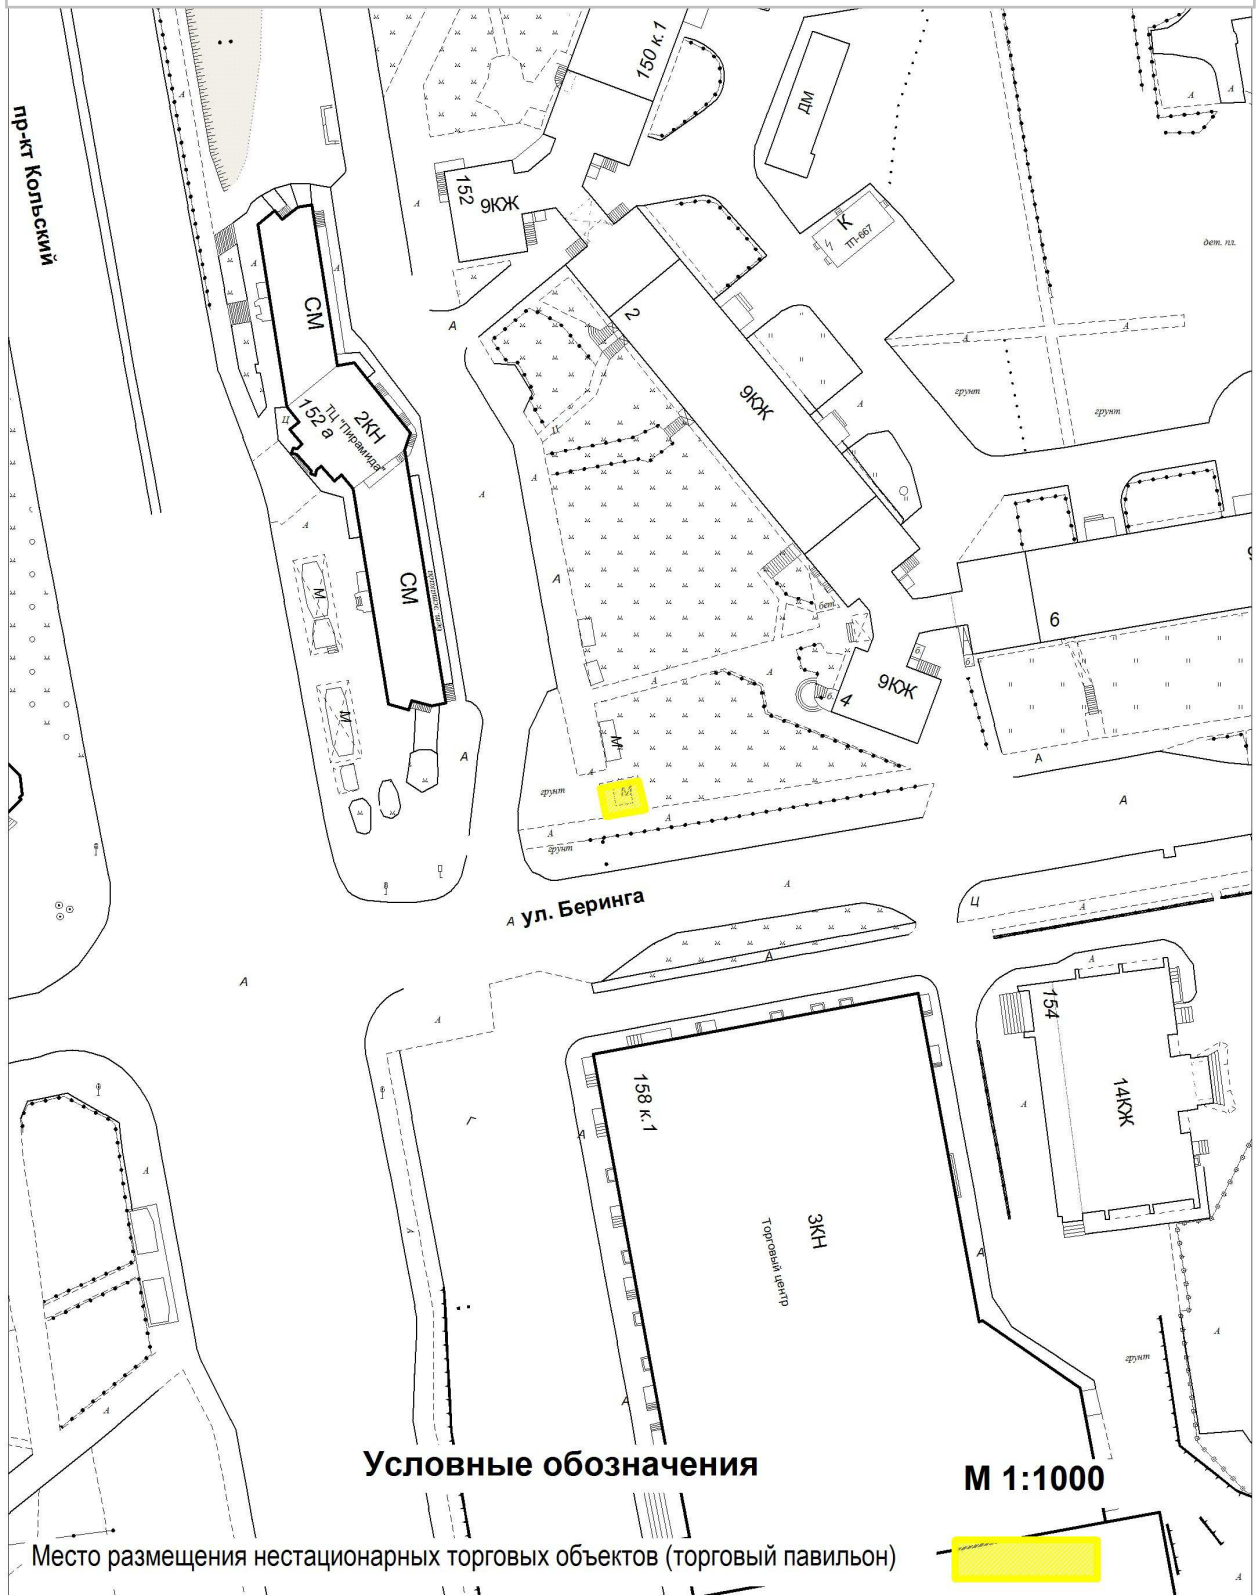 150 к.1
ДМ
А
А
А
пр-кт Кольский
152
9КЖ
А
К
ТП-667
дет. пл.
А
А
СМ
А
2
А
А
9КЖ
А
грунт
грунт
2КН
ТЦ "Пирамида"
152 а
Ц
Ц
А
А
А
М
СМ
бет. эстакада
А
бет.
6
9КЖ
4
б.
б
б
А
А
М
М
А
А
А
грунт
М
А
А
А
грунт
А
А ул. Беринга
Ц
А
А
А
А
А
154
158 к.1
14КЖ
А
А
Г
А
А
3КН
Торговый центр
А
А
грунт
А
А
А
Условные обозначения
М 1:1000
Место размещения нестационарных торговых объектов (торговый павильон)
А